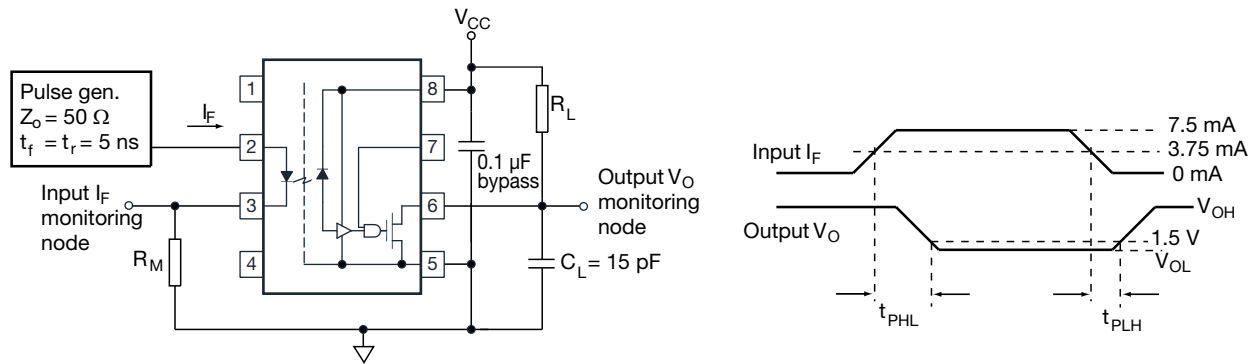 V_CC
Pulse gen.
Z_o = 50 Ω
t_f = t_r = 5 ns
I_F
1
2
3
4
8
7
6
5
R_L
0.1 µF
bypass
Input I_F
monitoring
node
R_M
Output V_O
monitoring
node
C_L = 15 pF
Input I_F
7.5 mA
3.75 mA
0 mA
Output V_O
V_OH
1.5 V
V_OL
t_PHL
t_PLH